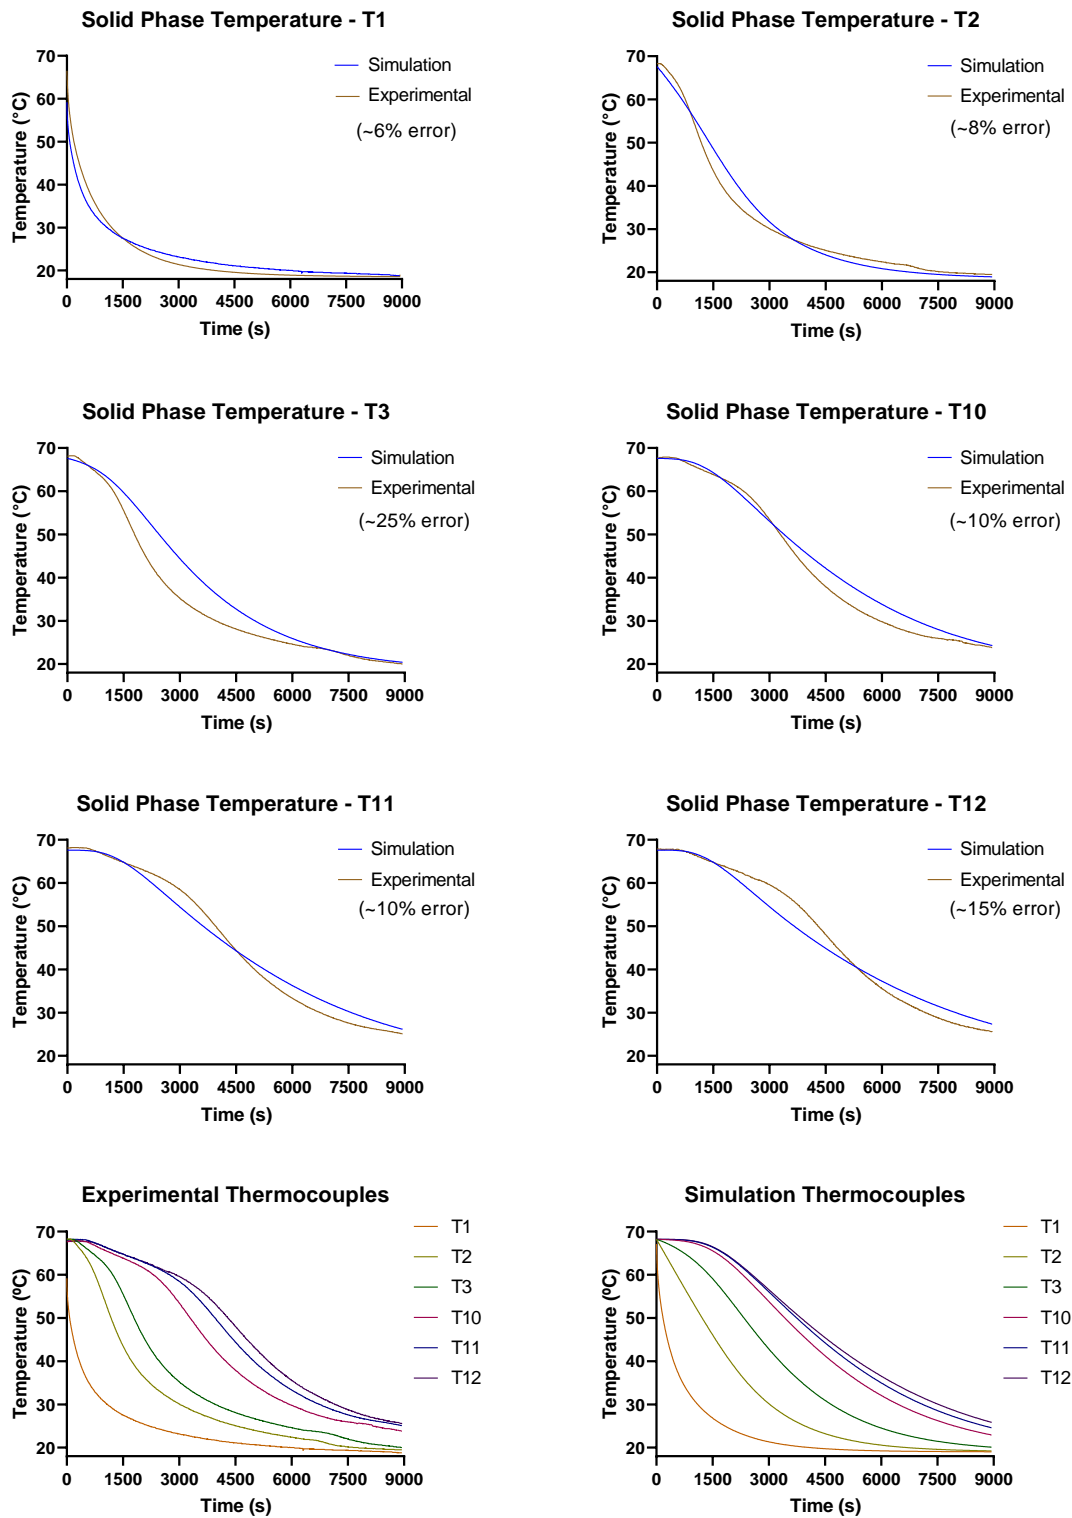 Solid Phase Temperature - T1
Temperature (°C)
70
60
50
40
30
20
0 1500 3000 4500 6000 7500 9000
Time (s)
Simulation
Experimental
(~6% error)
Solid Phase Temperature - T2
Temperature (°C)
70
60
50
40
30
20
0 1500 3000 4500 6000 7500 9000
Time (s)
Simulation
Experimental
(~8% error)
Solid Phase Temperature - T3
Temperature (°C)
70
60
50
40
30
20
0 1500 3000 4500 6000 7500 9000
Time (s)
Simulation
Experimental
(~25% error)
Solid Phase Temperature - T10
Temperature (°C)
70
60
50
40
30
20
0 1500 3000 4500 6000 7500 9000
Time (s)
Simulation
Experimental
(~10% error)
Solid Phase Temperature - T11
Temperature (°C)
70
60
50
40
30
20
0 1500 3000 4500 6000 7500 9000
Time (s)
Simulation
Experimental
(~10% error)
Solid Phase Temperature - T12
Temperature (°C)
70
60
50
40
30
20
0 1500 3000 4500 6000 7500 9000
Time (s)
Simulation
Experimental
(~15% error)
Experimental Thermocouples
Temperature (ºC)
70
60
50
40
30
20
0 1500 3000 4500 6000 7500 9000
Time (s)
T1
T2
T3
T10
T11
T12
Simulation Thermocouples
Temperature (ºC)
70
60
50
40
30
20
0 1500 3000 4500 6000 7500 9000
Time (s)
T1
T2
T3
T10
T11
T12